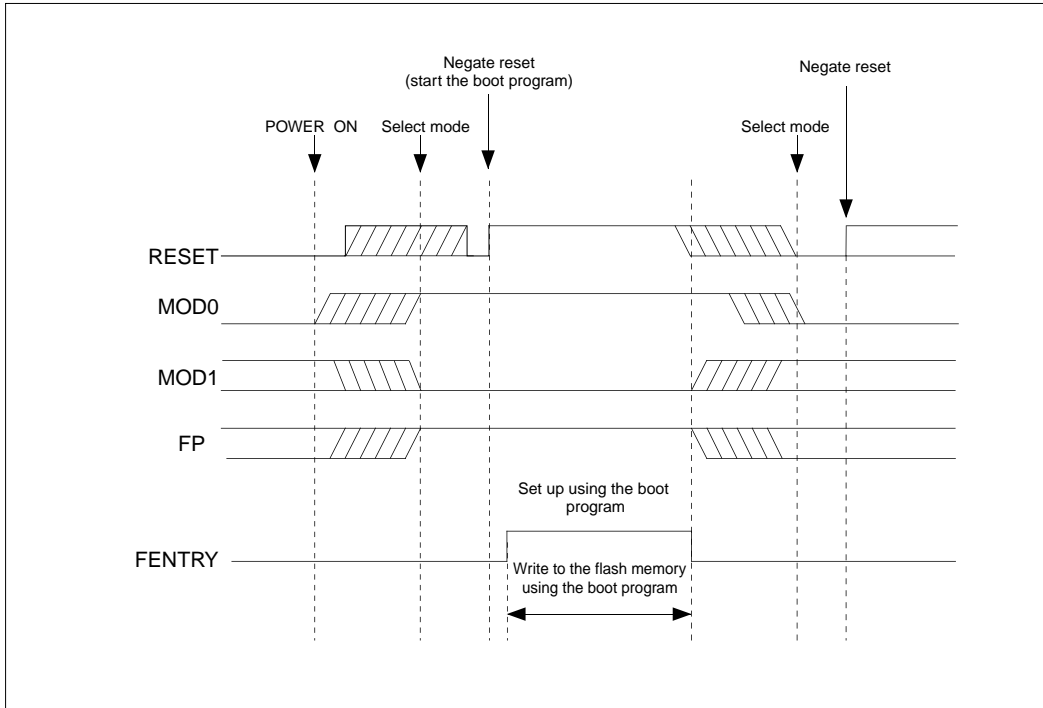 Negate reset
(start the boot program)
Negate reset
POWER ON
Select mode
Select mode
RESET
MOD0
MOD1
FP
Set up using the boot
program
FENTRY
Write to the flash memory
using the boot program